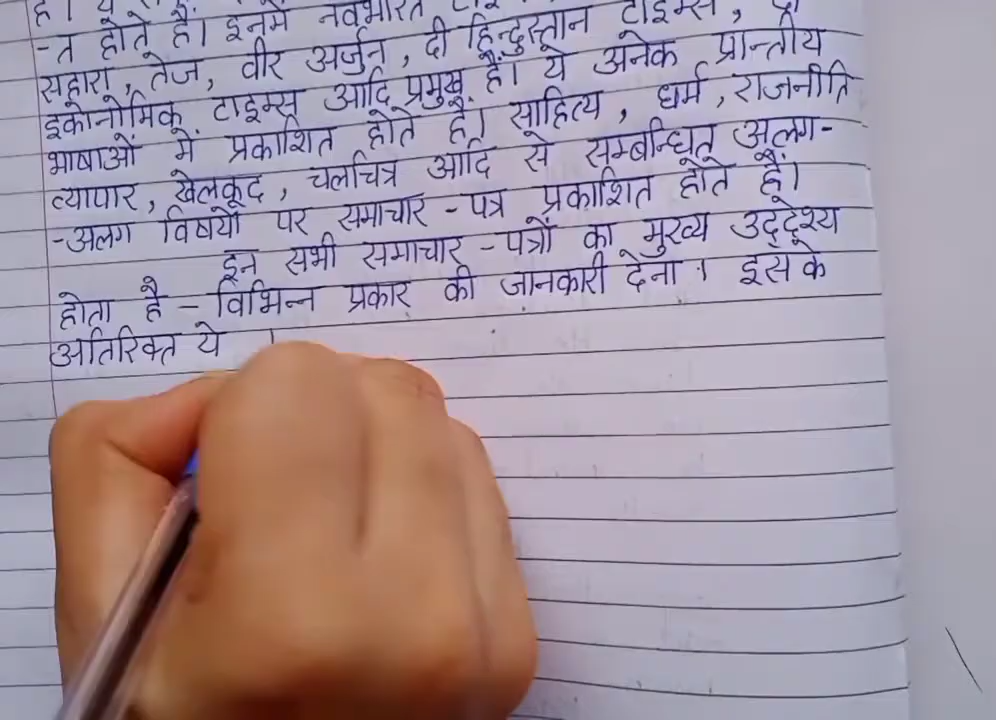 -त होते हैं। इनमें नवभारत
सहारा, तेज, वीर अर्जुन, दी हिन्दुस्तान टाइम्स, दी
इकोनोमिक टाइम्स आदि प्रमुख हैं। ये अनेक प्रान्तीय
भाषाओं में प्रकाशित होते है। साहित्य, धर्म, राजनीति
व्यापार, खेलकूद, चलचित्र आदि से सम्बन्धित अलग-
-अलग विषयों पर समाचार-पत्र प्रकाशित होते हैं।
इन सभी समाचार-पत्रों का मुख्य उद्देश्य
होता है - विभिन्न प्रकार की जानकारी देना। इसके
अतिरिक्त ये